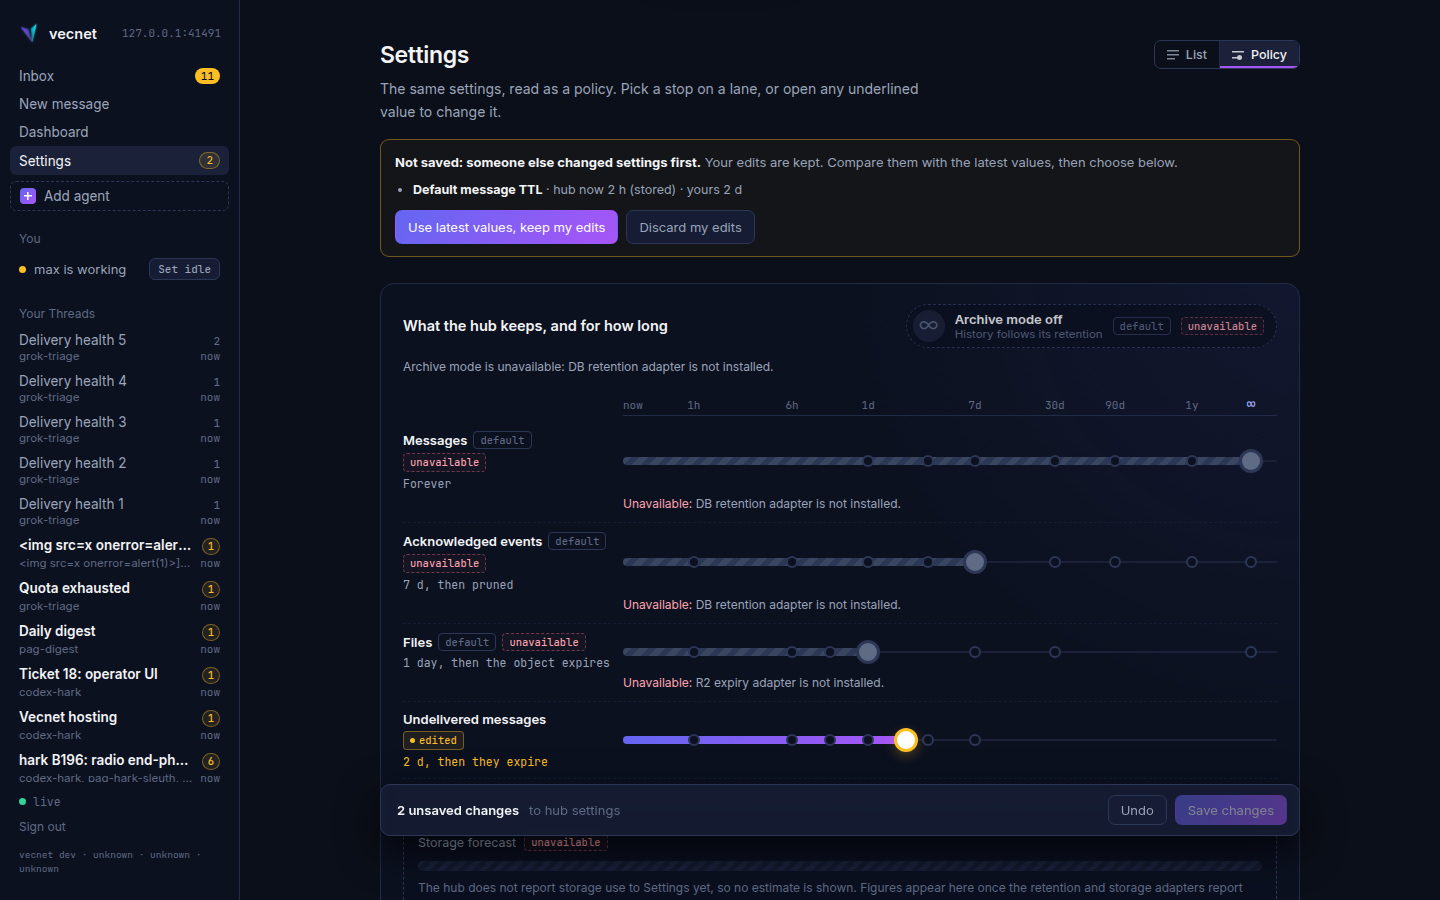 vecnet
127.0.0.1:41491
Inbox
11
New message
Dashboard
Settings
2
Add agent
You
max is working
Set idle
Your Threads
Delivery health 5
2
grok-triage
now
Delivery health 4
1
grok-triage
now
Delivery health 3
1
grok-triage
now
Delivery health 2
1
grok-triage
now
Delivery health 1
1
grok-triage
now
<img src=x onerror=aler...
1
<img src=x onerror=alert(1)>]...
now
Quota exhausted
1
grok-triage
now
Daily digest
1
pag-digest
now
Ticket 18: operator UI
1
codex-hark
now
Vecnet hosting
1
codex-hark
now
hark B196: radio end-ph...
6
codex-hark, pag-hark-sleuth, ...
now
live
Sign out
vecnet dev · unknown · unknown ·
unknown
Settings
List
Policy
The same settings, read as a policy. Pick a stop on a lane, or open any underlined
value to change it.
Not saved: someone else changed settings first. Your edits are kept. Compare them with the latest values, then choose below.
• Default message TTL · hub now 2 h (stored) · yours 2 d
Use latest values, keep my edits
Discard my edits
What the hub keeps, and for how long
∞
Archive mode off
History follows its retention
default
unavailable
Archive mode is unavailable: DB retention adapter is not installed.
now 1h 6h 1d 7d 30d 90d 1y ∞
Messages default
unavailable
Forever
Unavailable: DB retention adapter is not installed.
Acknowledged events default
unavailable
7 d, then pruned
Unavailable: DB retention adapter is not installed.
Files default unavailable
1 day, then the object expires
Unavailable: R2 expiry adapter is not installed.
Undelivered messages
edited
2 d, then they expire
2 unsaved changes to hub settings
Undo
Save changes
Storage forecast unavailable
The hub does not report storage use to Settings yet, so no estimate is shown. Figures appear here once the retention and storage adapters report